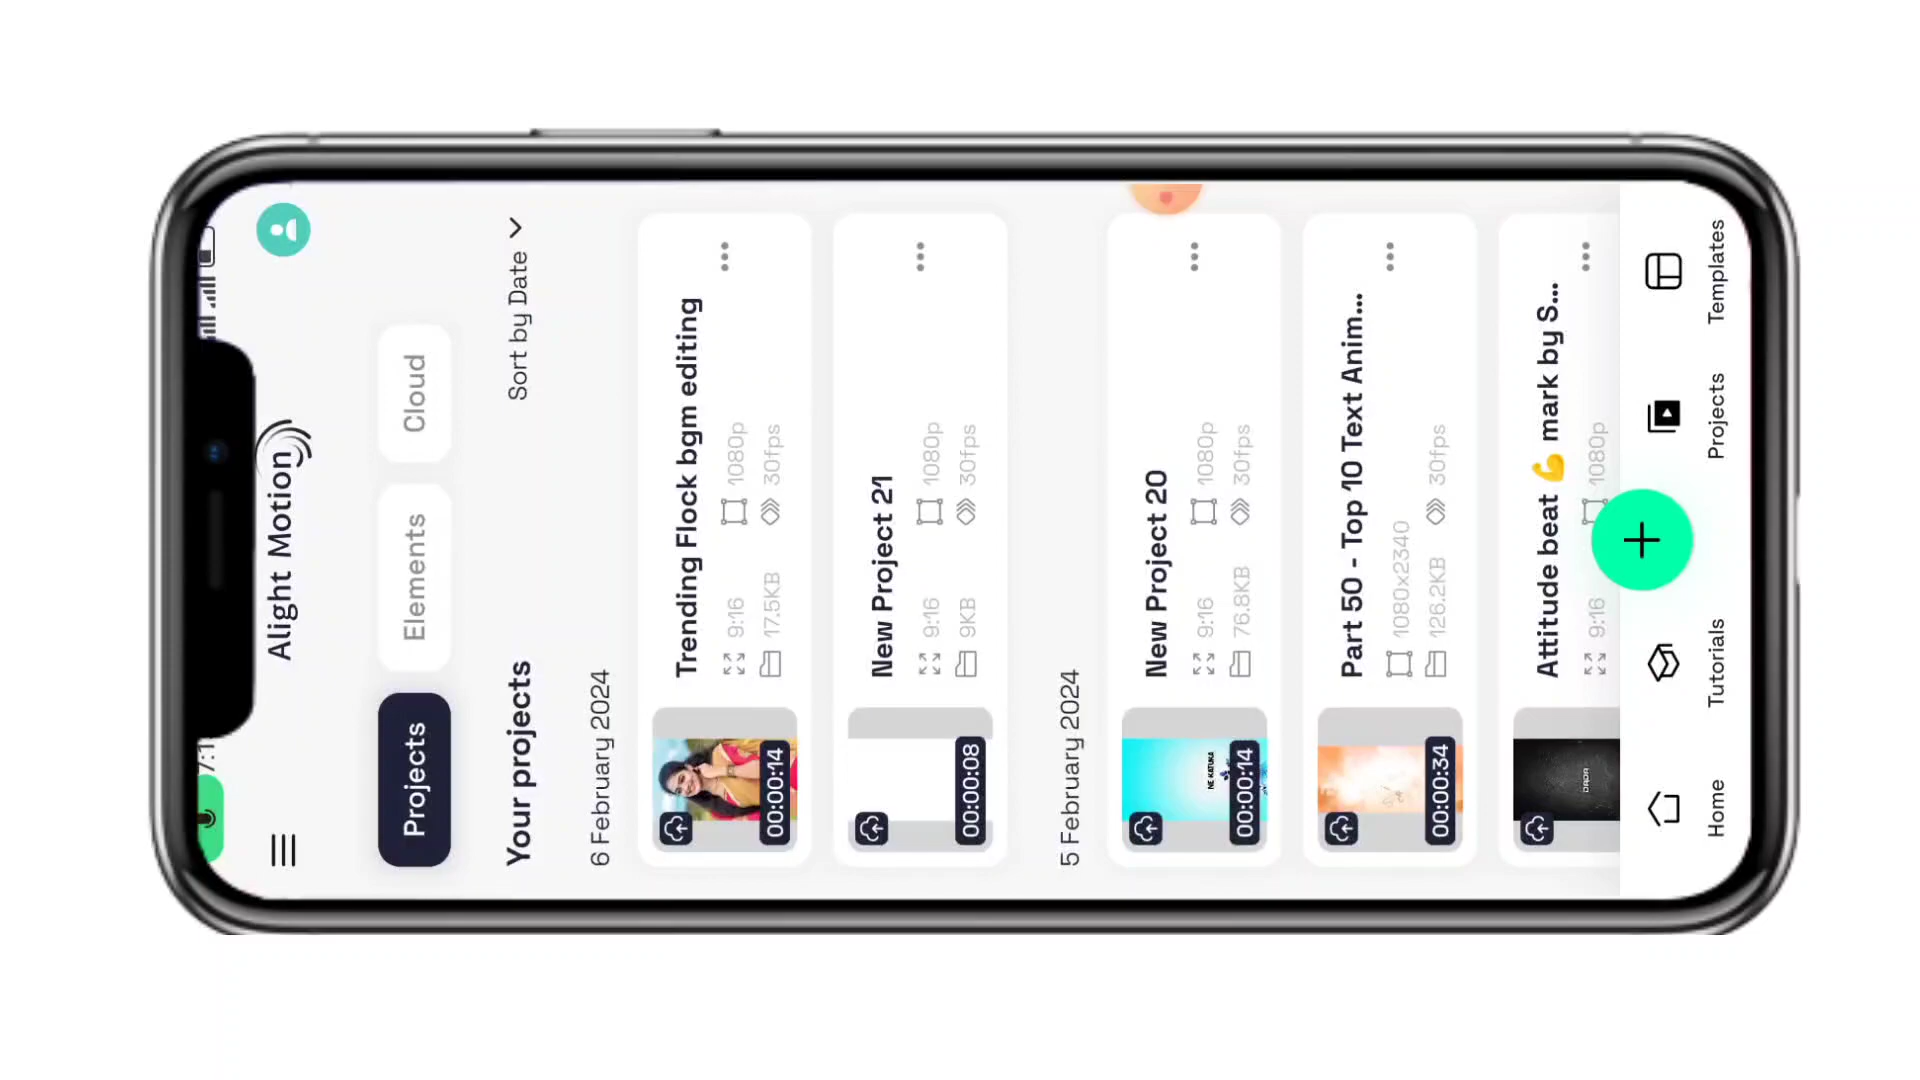 Alight Motion
Projects
Elements
Cloud
Your projects
Sort by Date
6 February 2024
Trending Flock bgm editing
9:16
1080p
17.5KB
30fps
00:00:14
New Project 21
9:16
1080p
9KB
30fps
00:00:08
5 February 2024
New Project 20
9:16
1080p
76.8KB
30fps
00:00:14
Part 50 - Top 10 Text Anim...
1080x2340
126.2KB
30fps
00:00:34
Attitude beat 💪 mark by S...
9:16
1080p
Home
Tutorials
Projects
Templates